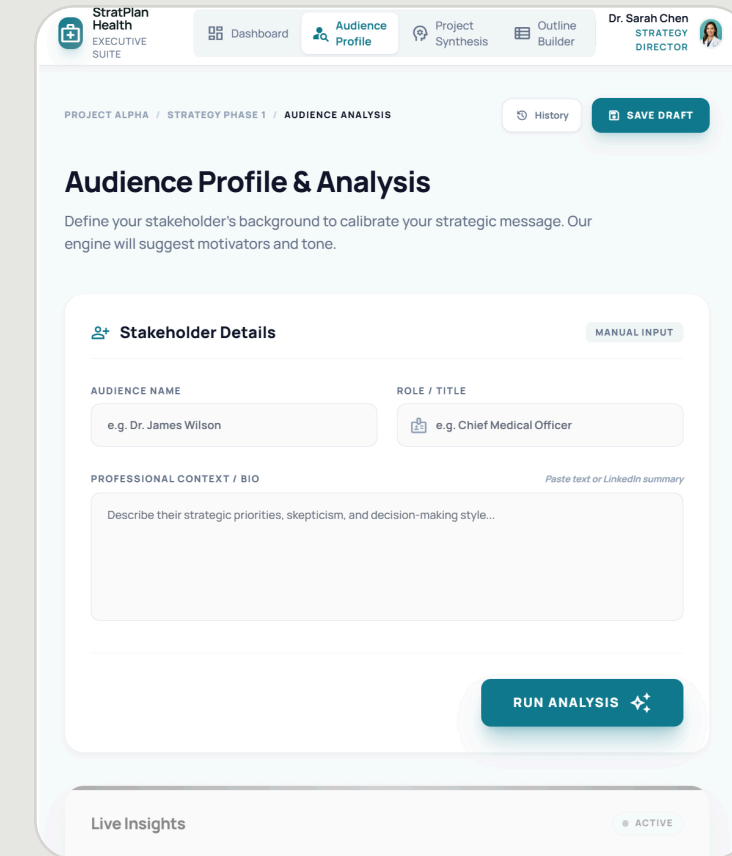 StratPlan
Health
EXECUTIVE
SUITE
Dashboard
Audience
Profile
Project
Synthesis
Outline
Builder
Dr. Sarah Chen
STRATEGY
DIRECTOR
PROJECT ALPHA / STRATEGY PHASE 1 / AUDIENCE ANALYSIS
History
SAVE DRAFT
Audience Profile & Analysis
Define your stakeholder's background to calibrate your strategic message. Our
engine will suggest motivators and tone.
Stakeholder Details
MANUAL INPUT
AUDIENCE NAME
ROLE / TITLE
e.g. Dr. James Wilson
e.g. Chief Medical Officer
PROFESSIONAL CONTEXT / BIO
Paste text or LinkedIn summary
Describe their strategic priorities, skepticism, and decision-making style...
RUN ANALYSIS
Live Insights
ACTIVE